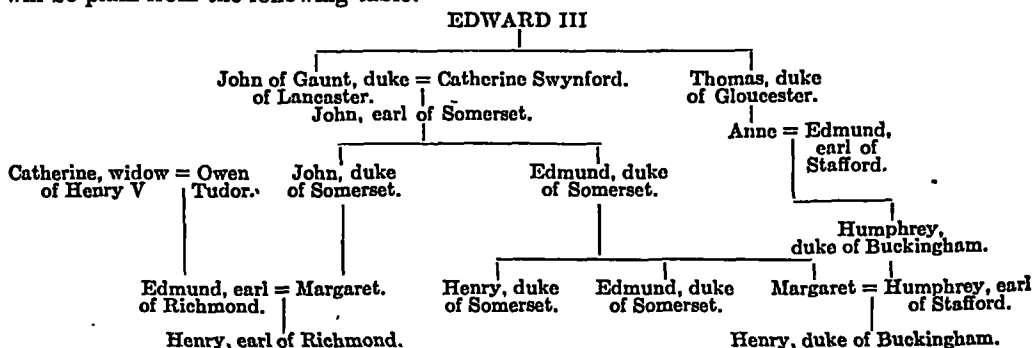 will be plain from the following table:
EDWARD III
John of Gaunt, duke = Catherine Swynford.
of Lancaster.
Thomas, duke
of Gloucester.
John, earl of Somerset.
Anne = Edmund,
earl of
Stafford.
Catherine, widow = Owen
of Henry V Tudor.
John, duke
of Somerset.
Edmund, duke
of Somerset.
Humphrey,
duke of Buckingham.
Edmund, earl = Margaret.
of Richmond.
Henry, duke
of Somerset.
Edmund, duke
of Somerset.
Margaret = Humphrey, earl
of Stafford.
Henry, earl of Richmond.
Henry, duke of Buckingham.